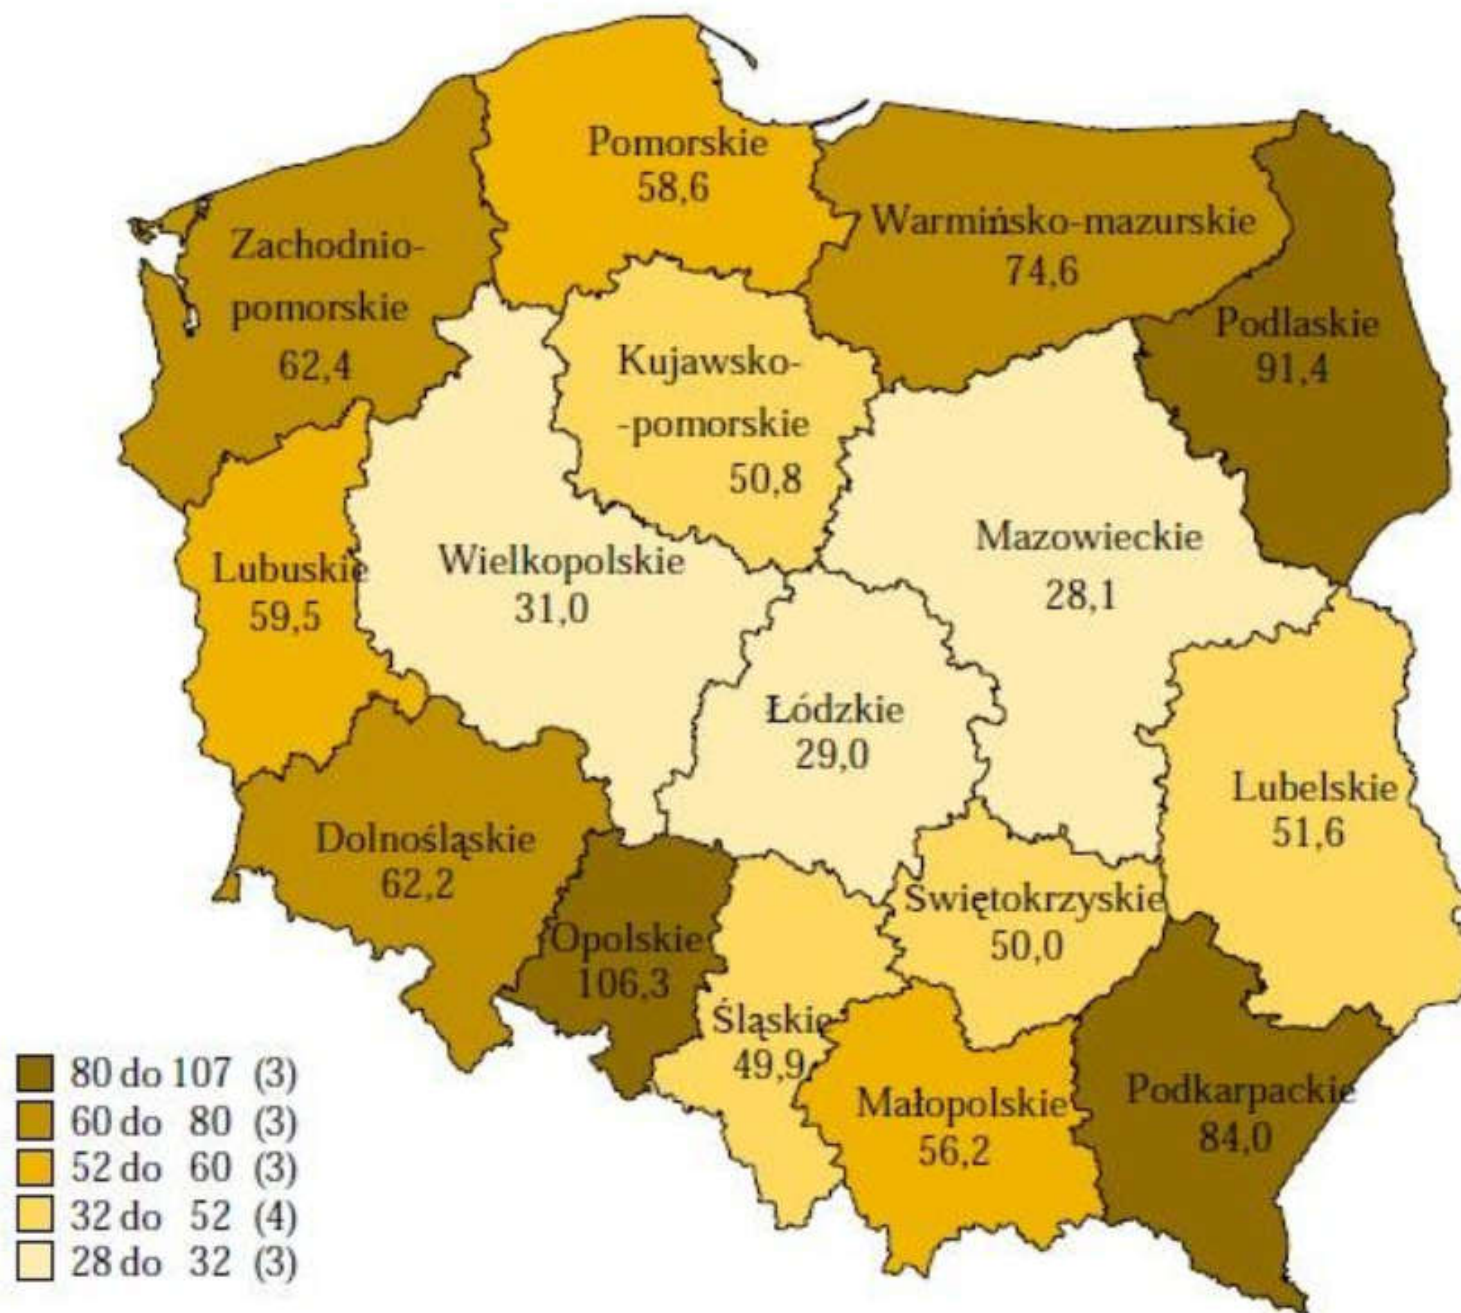 Pomorskie
58,6
Warmińsko-mazurskie
74,6
Zachodnio-
pomorskie
62,4
Podlaskie
91,4
Kujawsko-
-pomorskie
50,8
Lubuskie
59,5
Wielkopolskie
31,0
Mazowieckie
28,1
Łódzkie
29,0
Lubelskie
51,6
Dolnośląskie
62,2
Opolskie
106,3
Świętokrzyskie
50,0
Śląskie
49,9
Małopolskie
56,2
Podkarpackie
84,0
80 do 107 (3)
60 do 80 (3)
52 do 60 (3)
32 do 52 (4)
28 do 32 (3)